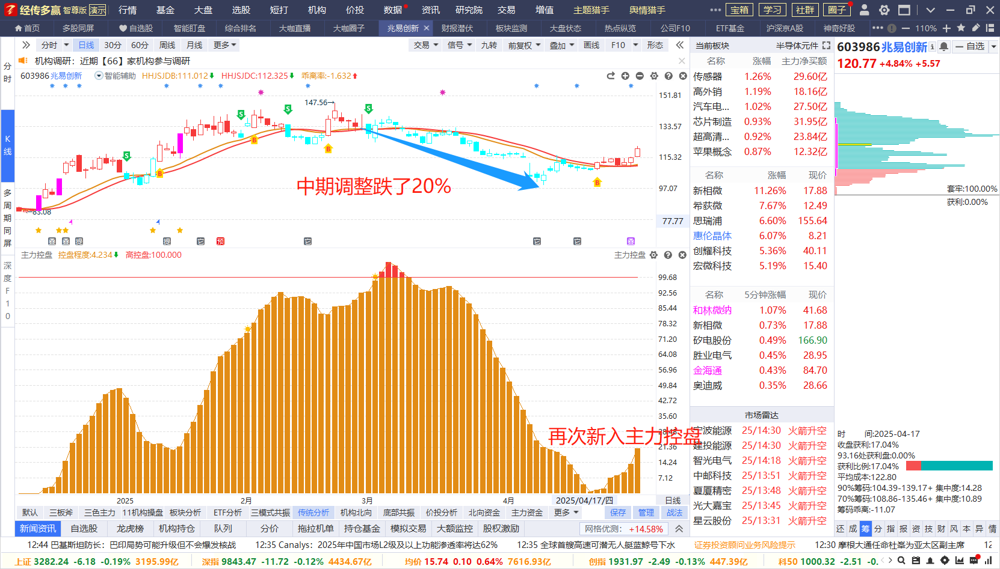 经传多赢 智尊版 演示 行情 基金 大盘 选股 短打 机构 价投 数据 资讯 研究院 交易 增值 主题猎手 舆情猎手 宝箱 学习 社群 圈子
首页 多股同屏 自选股 智能盯盘 综合排名 大咖直播 大咖圈子 兆易创新 财报潜伏 板块监测 大盘状态 热点纵览 公司F10 ETF基金 沪深京A股 神奇好股 110%
分时 日线 30分 60分 周线 月线 更多 交易 信号 九转 前复权 叠加 画线 F10 形态
机构调研：近期【66】家机构参与调研
603986兆易创新 智能辅助 HHJSJDB:111.012 HHJSJDC:112.325 乖离率:-1.632
分时
K线
多周期同屏
深度F10
151.81
147.56→
133.57
115.32
97.07
77.77
83.08
S S S S
B B B B
中期调整跌了20%
登 登 提 提 它 预 它 它 它 登
主力控盘 控盘程度:4.234 高控盘:100.000 主力控盘
99.68
92.56
85.44
78.32
71.20
64.08
56.96
49.84
42.72
35.60
28.48
21.36
14.24
7.12
再次新入主力控盘
2025 2月 3月 4月 2025/04/17/四 日线
默认 三板斧 三色主力 11机构操盘 板块分析 ETF分析 三模式共振 传统分析 机构北向 底部共振 价投分析 北向资金 主力资金 更多 保存 管理 战法
新闻资讯 自选股 龙虎榜 机构持仓 队列 分价 拖拉机单 持仓基金 模拟交易 大额监控 股权激励 网格优测： +14.58%
当前板块 半导体元件
名称 涨幅 主力净买额
传感器 1.26% 29.60亿
高外销 1.19% 18.16亿
汽车电... 1.02% 27.50亿
芯片制造 0.93% 31.95亿
超高清... 0.92% 23.84亿
苹果概念 0.87% 12.32亿
名称 涨幅 现价
新相微 11.26% 17.88
希荻微 7.67% 12.49
思瑞浦 6.60% 155.64
惠伦晶体 6.07% 8.21
创耀科技 5.36% 40.11
宏微科技 5.19% 15.40
名称 5分钟涨幅 现价
和林微纳 1.07% 41.68
新相微 0.73% 17.88
矽电股份 0.49% 166.90
胜业电气 0.45% 28.95
金海通 0.43% 84.70
奥迪威 0.35% 28.66
市场雷达
宁波能源 25/14:30 火箭升空
建投能源 25/14:30 火箭升空
智光电气 25/14:18 火箭升空
中邮科技 25/13:51 火箭升空
夏厦精密 25/13:48 火箭升空
光大嘉宝 25/13:45 火箭升空
星云股份 25/13:31 火箭升空
603986兆易创新 自选
120.77 +4.84% +5.57
套牢:100.00%
获利:0.00%
时 间:2025-04-17
收盘获利:17.04%
93.16处获利盘:0.00%
获利比例:17.04%
平均成本:122.80
90%筹码:104.39-139.17+ 集中度:14.28
70%筹码:108.86-135.46+ 集中度:10.89
筹码乖离:-11.07
还 成 筹 分 指 报 资 技 财 风 本 异 情
12:44 巴基斯坦防长：巴印局势可能升级但不会爆发核战 12:35 Canalys：2025年中国市场L2级及以上功能渗透率将达62% 12:35 全球首艘高速可潜无人艇蓝鲸号下水 证券投资顾问业务风险提示 12:30 摩根大通任命杜峯为亚太区副主席
上证 3282.24 -6.18 -0.19% 3195.99亿 深指 9843.47 -11.72 -0.12% 4434.67亿 均价 15.74 0.10 0.64% 7616.93亿 创指 1931.97 -2.49 -0.13% 447.39亿 科50 1000.32 -2.51 -0.